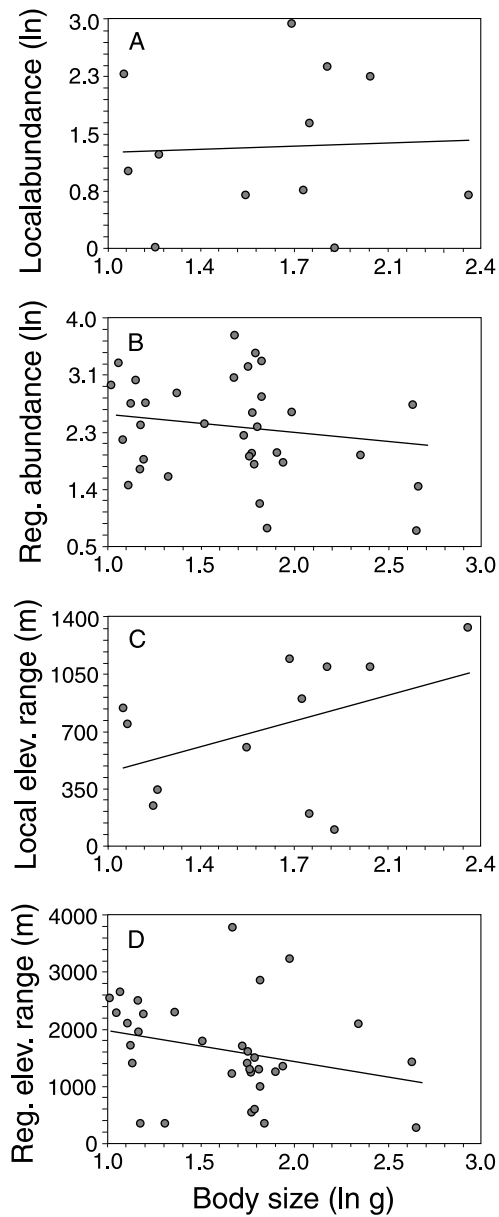 A
Localabundance (ln)
3.0
2.3
1.5
0.8
0
1.0 1.4 1.7 2.1 2.4
B
Reg. abundance (ln)
4.0
3.1
2.3
1.4
0.5
1.0 1.5 2.0 2.5 3.0
C
Local elev. range (m)
1400
1050
700
350
0
1.0 1.4 1.7 2.1 2.4
D
Reg. elev. range (m)
4000
3000
2000
1000
0
1.0 1.5 2.0 2.5 3.0
Body size (ln g)